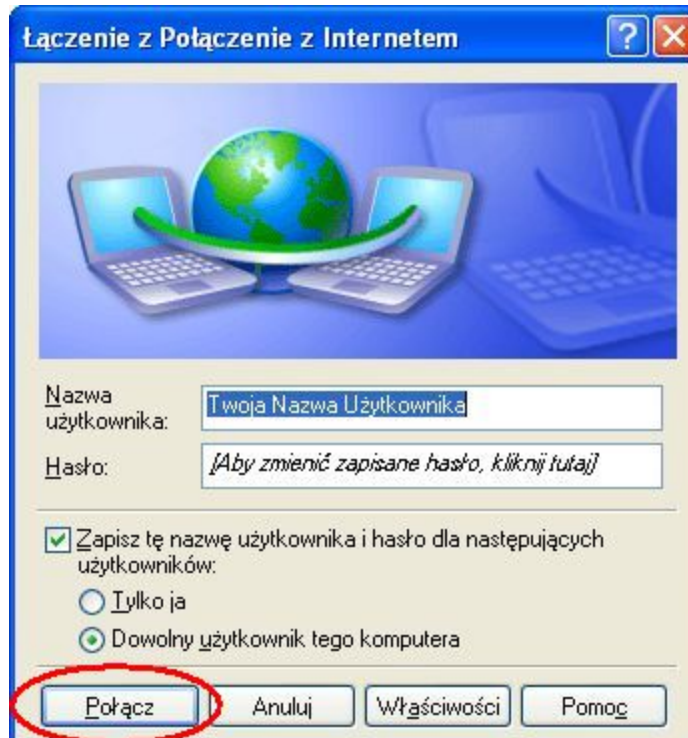 Łączenie z Połączenie z Internetem
Nazwa
użytkownika:
Twoja Nazwa Użytkownika
Hasło:
[Aby zmienić zapisane hasło, kliknij tutaj]
Zapisz tę nazwę użytkownika i hasło dla następujących
użytkowników:
Tylko ja
Dowolny użytkownik tego komputera
Połącz Anuluj Właściwości Pomoc